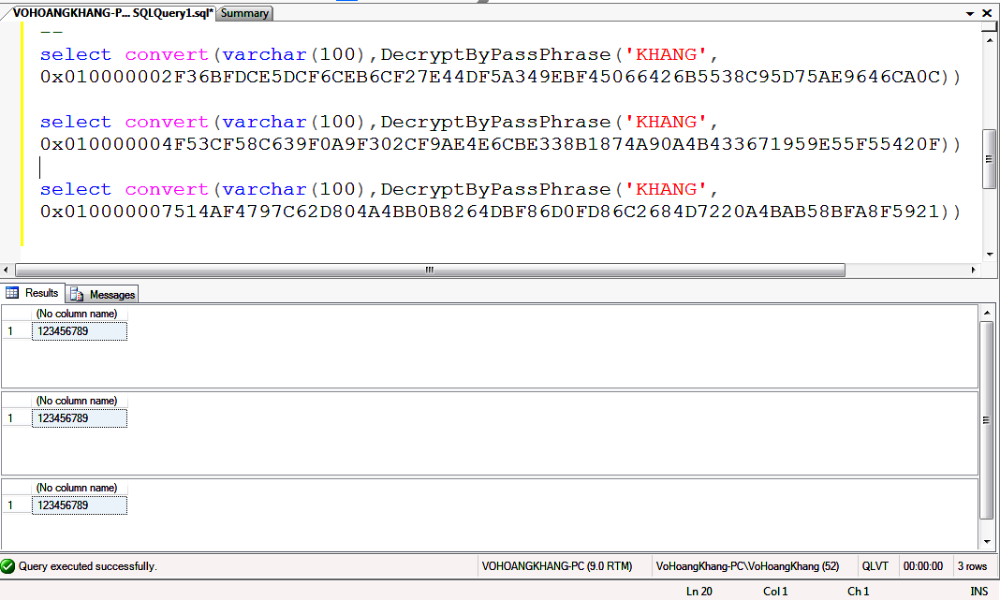 VOHOANGKHANG-P... SQLQuery1.sql* Summary
--
select convert(varchar(100),DecryptByPassPhrase('KHANG',
0x010000002F36BFDCE5DCF6CEB6CF27E44DF5A349EBF45066426B5538C95D75AE9646CA0C))
select convert(varchar(100),DecryptByPassPhrase('KHANG',
0x010000004F53CF58C639F0A9F302CF9AE4E6CBE338B1874A90A4B433671959E55F55420F))
select convert(varchar(100),DecryptByPassPhrase('KHANG',
0x010000007514AF4797C62D804A4BB0B8264DBF86D0FD86C2684D7220A4BAB58BFA8F5921))
Results Messages
(No column name)
1 123456789
(No column name)
1 123456789
(No column name)
1 123456789
Query executed successfully. VOHOANGKHANG-PC (9.0 RTM) VoHoangKhang-PC\VoHoangKhang (52) QLVT 00:00:00 3 rows
Ln 20 Col 1 Ch 1 INS